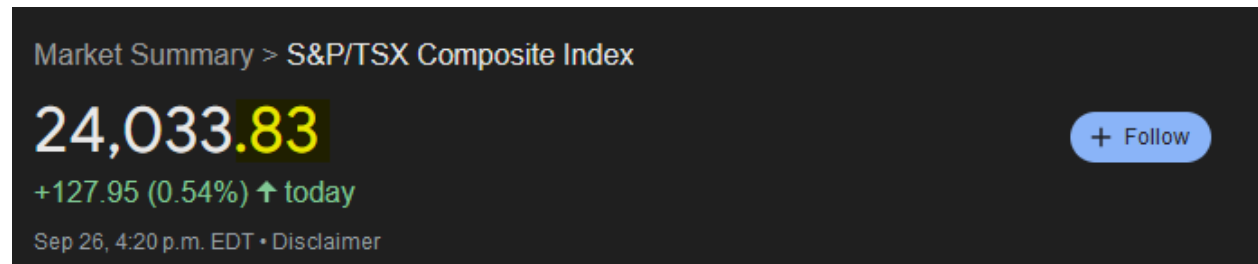 Market Summary > S&P/TSX Composite Index
24,033.83
+ Follow
+127.95 (0.54%) ↑ today
Sep 26, 4:20 p.m. EDT • Disclaimer